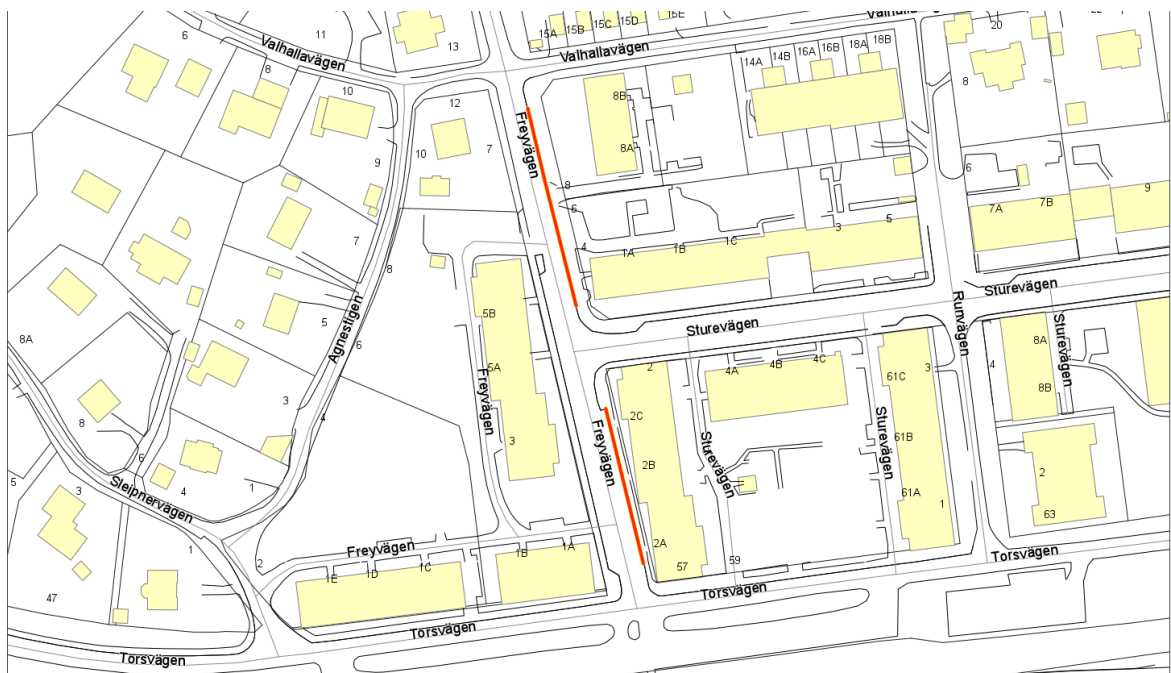 15A
15B
15C
15D
15E
Valhallavägen
6
11
13
20
22
Valhallavägen
Valhallavägen
14A
14B
16A
16B
18A
18B
8
10
12
8
8B
8A
Freyvägen
9
10
7
6
8
6
4
7A
7B
9
7
8
1A
1B
1C
3
5
Agnestigen
5B
5
6
5A
Sturevägen
Sturevägen
Runvägen
Sturevägen
8A
3
4
Freyvägen
3
2
4A
4B
4C
61C
3
4
8A
8B
2C
8
6
Sleipnervägen
4
1
5
3
Freyvägen
2B
Sturevägen
Sturevägen
61B
61A
1
2
63
1
2
Freyvägen
1E
1D
1C
1B
1A
2A
57
59
Torsvägen
Torsvägen
47
Torsvägen
Torsvägen